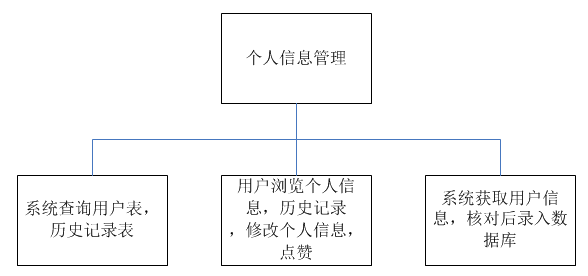 个人信息管理
系统查询用户表，
历史记录表
用户浏览个人信
息，历史记录
，修改个人信息，
点赞
系统获取用户信
息，核对后录入数
据库